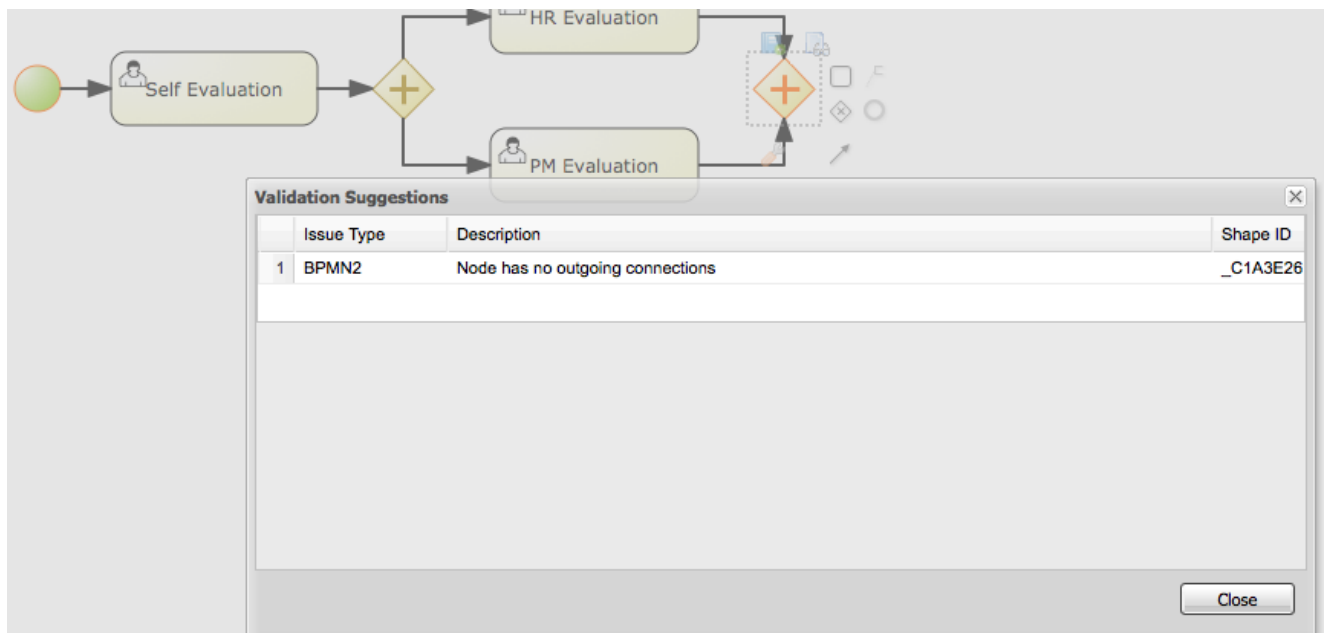 HR Evaluation
Self Evaluation
PM Evaluation
Validation Suggestions
Issue Type Description Shape ID
1 BPMN2 Node has no outgoing connections _C1A3E26
Close